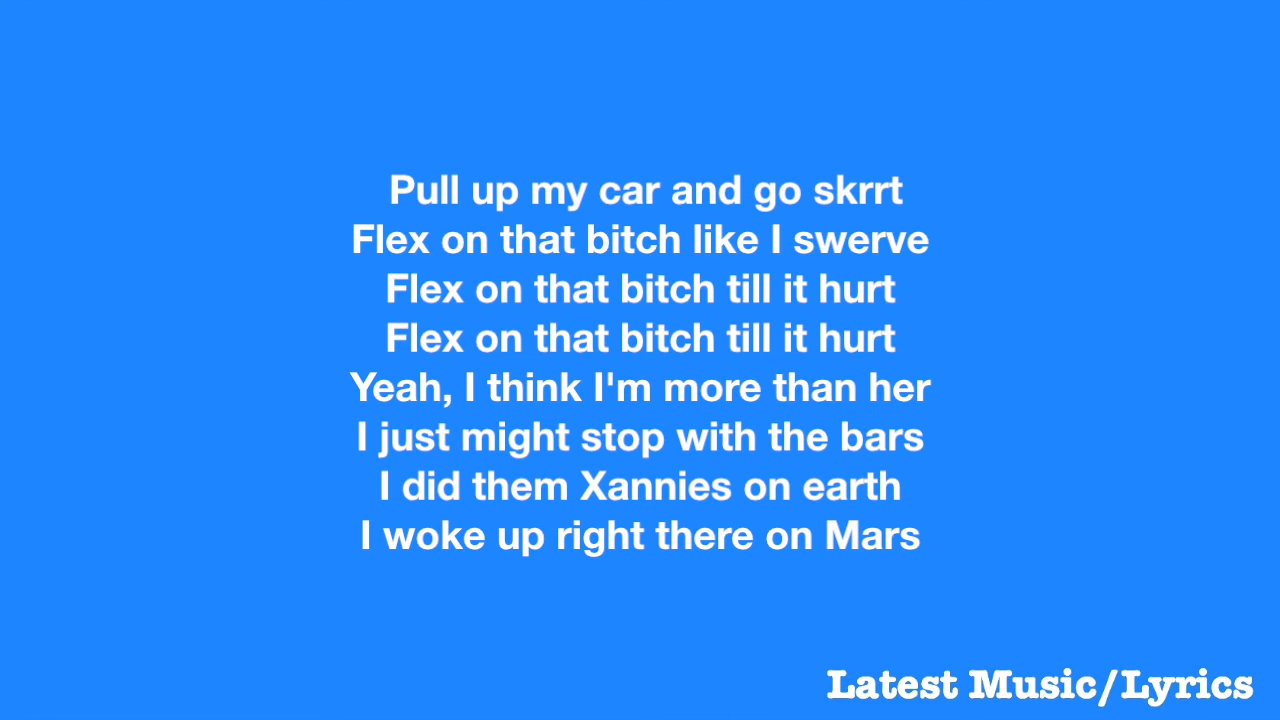 Pull up my car and go skrrt
Flex on that bitch like I swerve
Flex on that bitch till it hurt
Flex on that bitch till it hurt
Yeah, I think I'm more than her
I just might stop with the bars
I did them Xannies on earth
I woke up right there on Mars
Latest Music/Lyrics